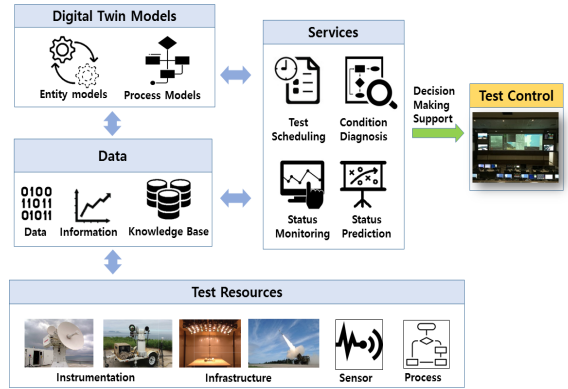 Digital Twin Models
Entity models
Process Models
Services
Test
Scheduling
Condition
Diagnosis
Status
Monitoring
Status
Prediction
Decision
Making
Support
Test Control
Data
0100
11011
01011
Data
Information
Knowledge Base
Test Resources
Instrumentation
Infrastructure
Sensor
Process